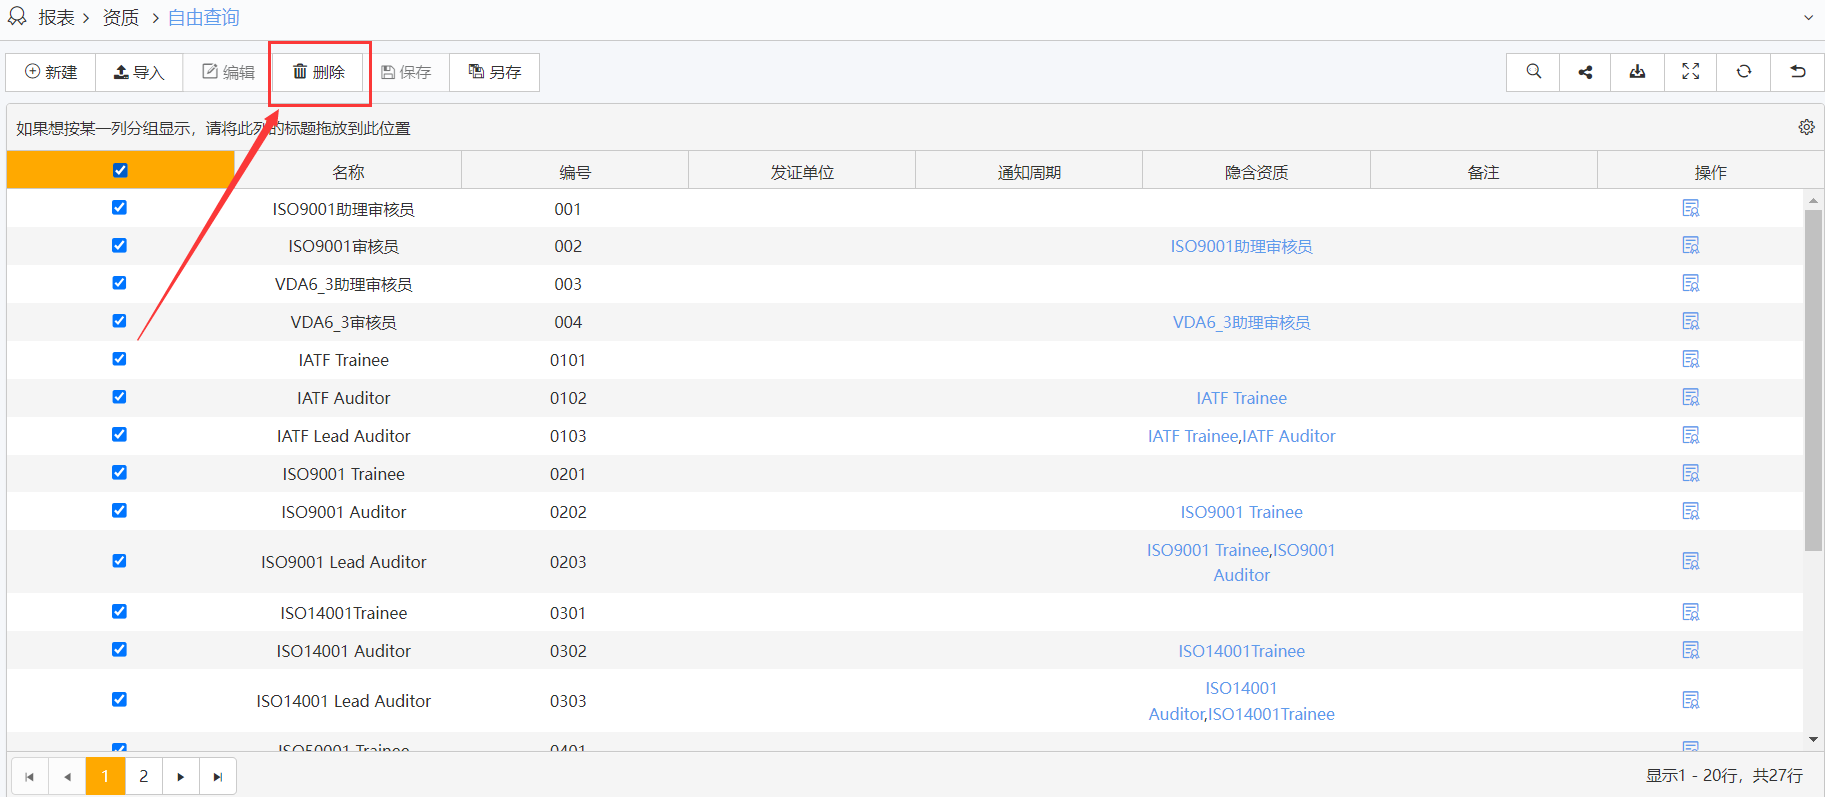 报表 > 资质 > 自由查询
新建 导入 编辑 删除 保存 另存
如果想按某一列分组显示，请将此列的标题拖放到此位置
名称 编号 发证单位 通知周期 隐含资质 备注 操作
ISO9001助理审核员 001
ISO9001审核员 002 ISO9001助理审核员
VDA6_3助理审核员 003
VDA6_3审核员 004 VDA6_3助理审核员
IATF Trainee 0101
IATF Auditor 0102 IATF Trainee
IATF Lead Auditor 0103 IATF Trainee,IATF Auditor
ISO9001 Trainee 0201
ISO9001 Auditor 0202 ISO9001 Trainee
ISO9001 Lead Auditor 0203 ISO9001 Trainee,ISO9001
Auditor
ISO14001Trainee 0301
ISO14001 Auditor 0302 ISO14001Trainee
ISO14001 Lead Auditor 0303 ISO14001
Auditor,ISO14001Trainee
ISO50001 Trainee 0401
1 2 显示1 - 20行，共27行